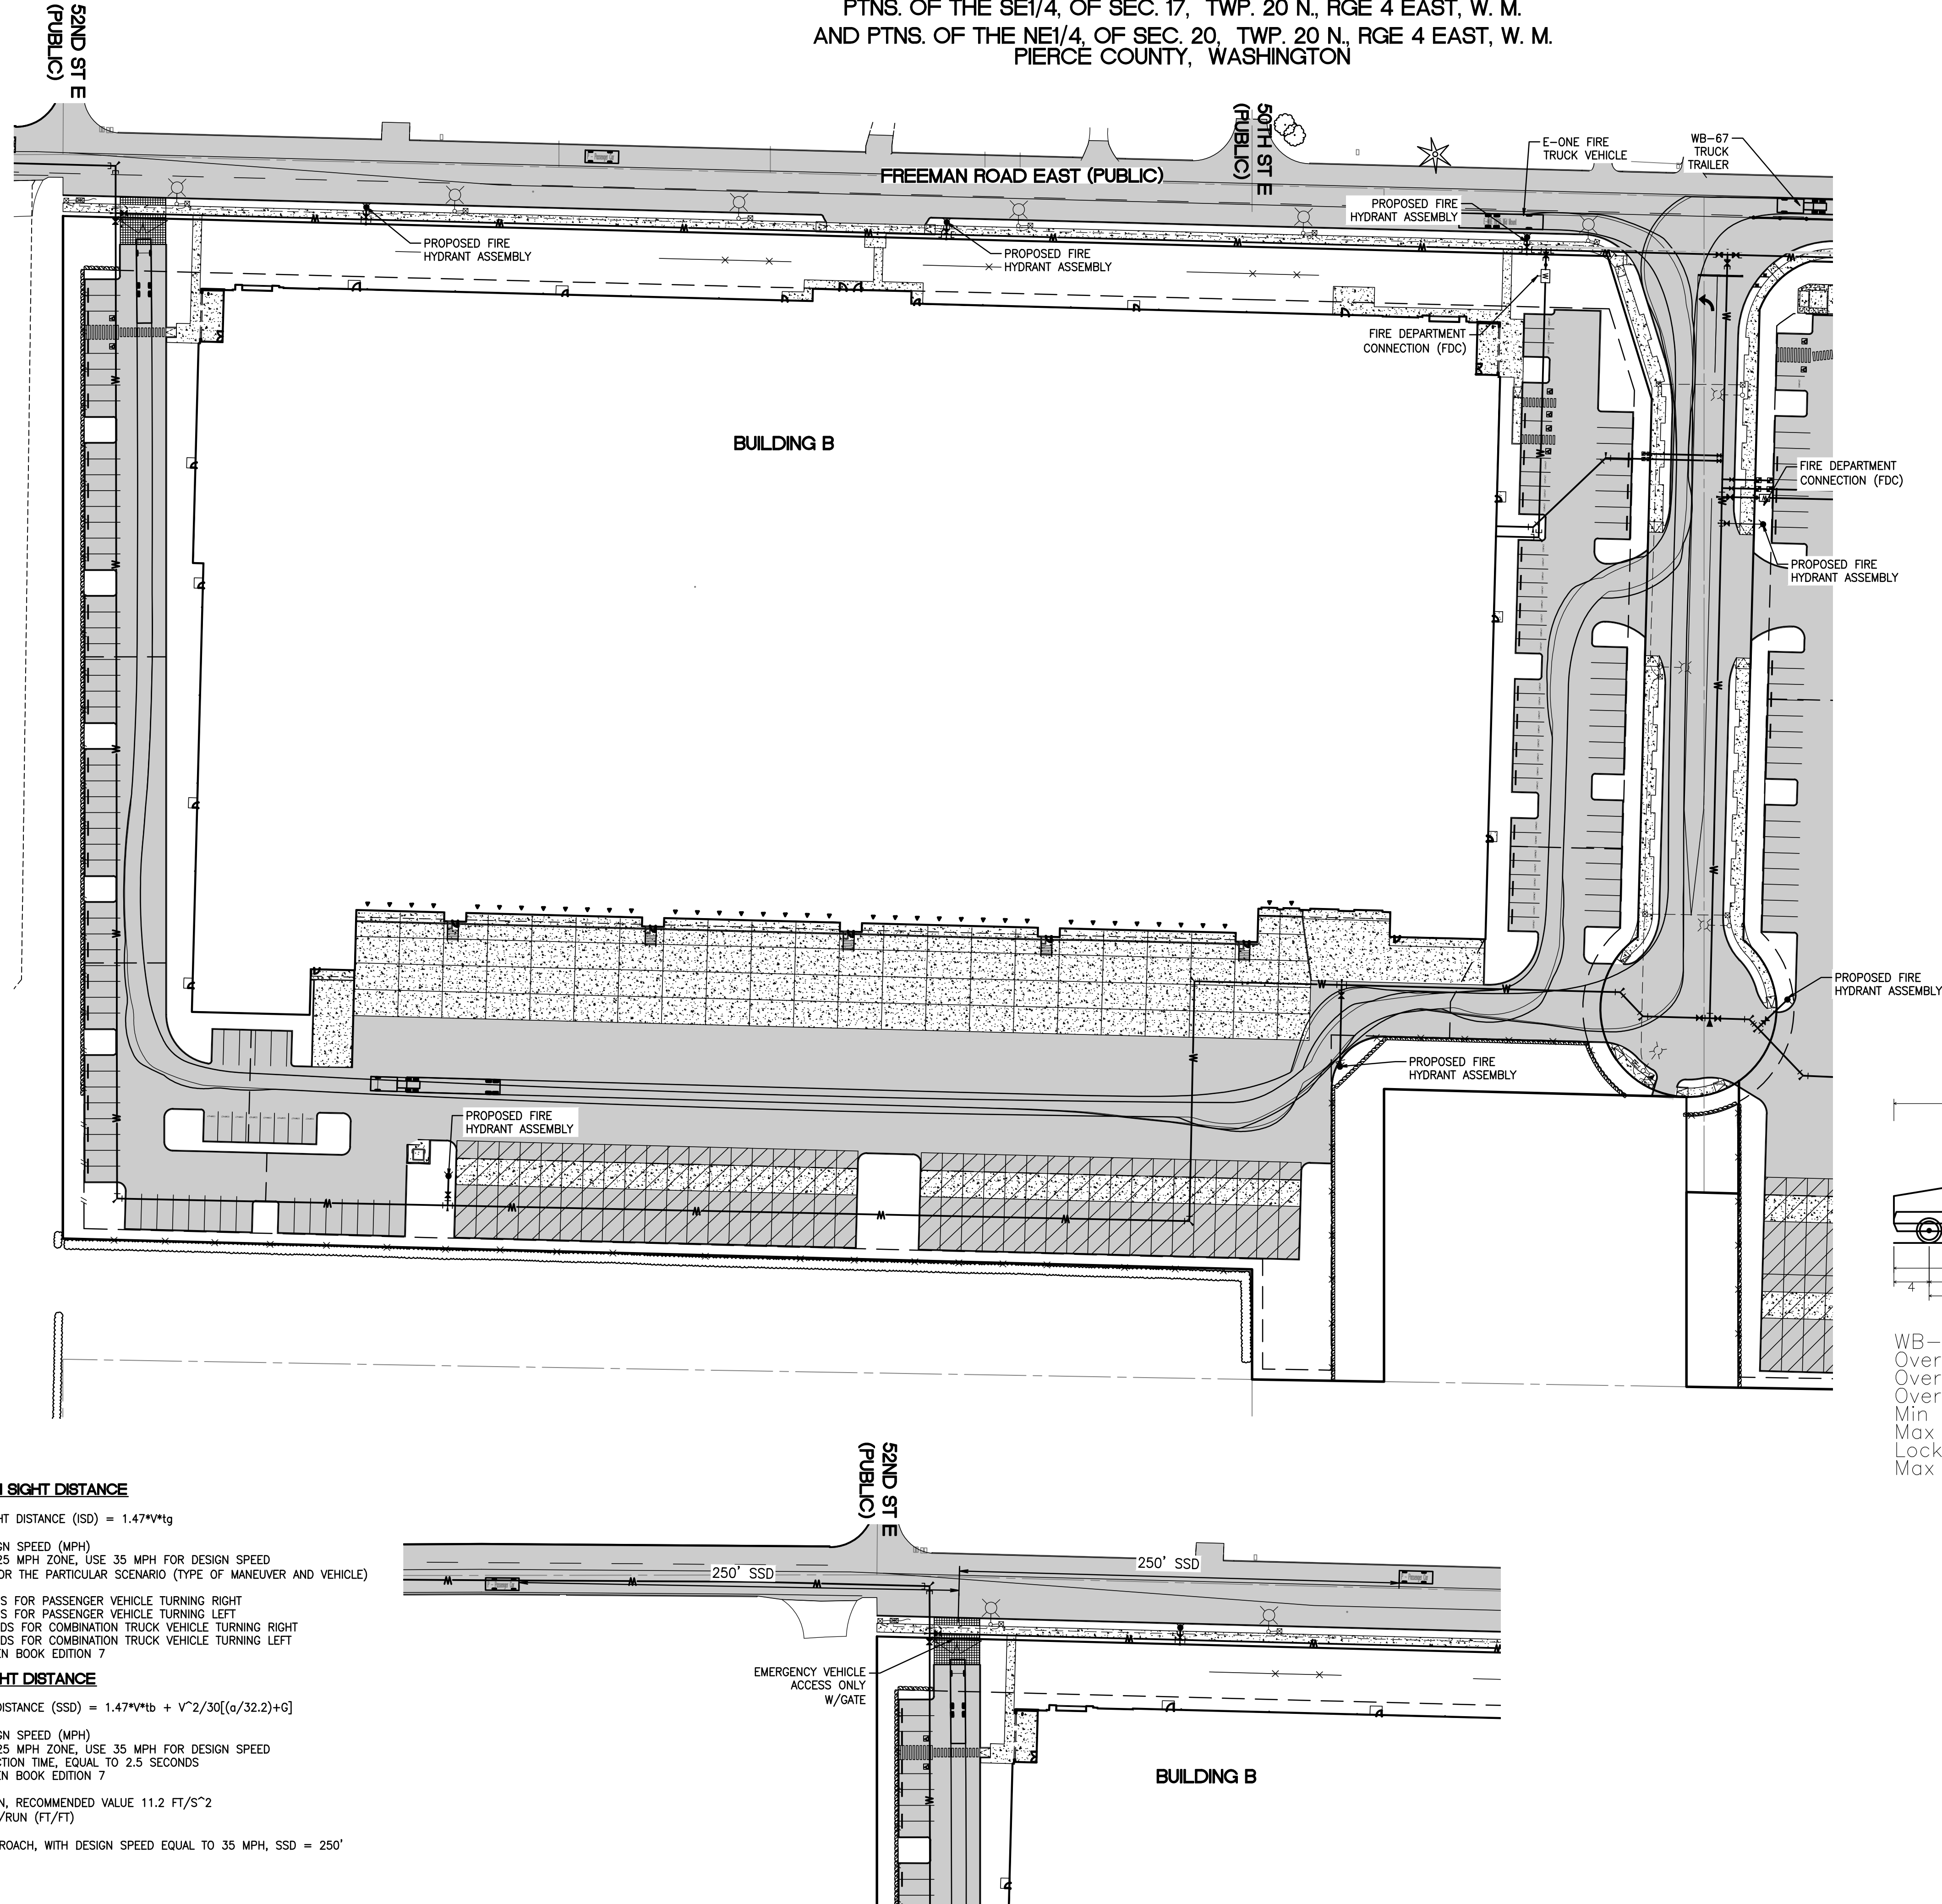 PTNS. OF THE SE1/4, OF SEC. 17, TWP. 20 N., RGE 4 EAST, W. M.
AND PTNS. OF THE NE1/4, OF SEC. 20, TWP. 20 N., RGE 4 EAST, W. M.
PIERCE COUNTY, WASHINGTON
52ND ST E
(PUBLIC)
50TH ST E
(PUBLIC)
FREEMAN ROAD EAST (PUBLIC)
E-ONE FIRE
TRUCK VEHICLE
WB-67
TRUCK
TRAILER
PROPOSED FIRE
HYDRANT ASSEMBLY
PROPOSED FIRE
HYDRANT ASSEMBLY
PROPOSED FIRE
HYDRANT ASSEMBLY
FIRE DEPARTMENT
CONNECTION (FDC)
BUILDING B
FIRE DEPARTMENT
CONNECTION (FDC)
PROPOSED FIRE
HYDRANT ASSEMBLY
PROPOSED FIRE
HYDRANT ASSEMBLY
PROPOSED FIRE
HYDRANT ASSEMBLY
PROPOSED FIRE
HYDRANT ASSEMBLY
4
WB-
Over
Over
Over
Min
Max
Lock
Max
SIGHT DISTANCE
HT DISTANCE (ISD) = 1.47*V*tg
GN SPEED (MPH)
25 MPH ZONE, USE 35 MPH FOR DESIGN SPEED
OR THE PARTICULAR SCENARIO (TYPE OF MANEUVER AND VEHICLE)
S FOR PASSENGER VEHICLE TURNING RIGHT
S FOR PASSENGER VEHICLE TURNING LEFT
DS FOR COMBINATION TRUCK VEHICLE TURNING RIGHT
DS FOR COMBINATION TRUCK VEHICLE TURNING LEFT
EN BOOK EDITION 7
HT DISTANCE
DISTANCE (SSD) = 1.47*V*tb + V^2/30[(a/32.2)+G]
GN SPEED (MPH)
25 MPH ZONE, USE 35 MPH FOR DESIGN SPEED
CTION TIME, EQUAL TO 2.5 SECONDS
EN BOOK EDITION 7
N, RECOMMENDED VALUE 11.2 FT/S^2
/RUN (FT/FT)
ROACH, WITH DESIGN SPEED EQUAL TO 35 MPH, SSD = 250'
52ND ST E
(PUBLIC)
250' SSD
250' SSD
EMERGENCY VEHICLE
ACCESS ONLY
W/GATE
BUILDING B